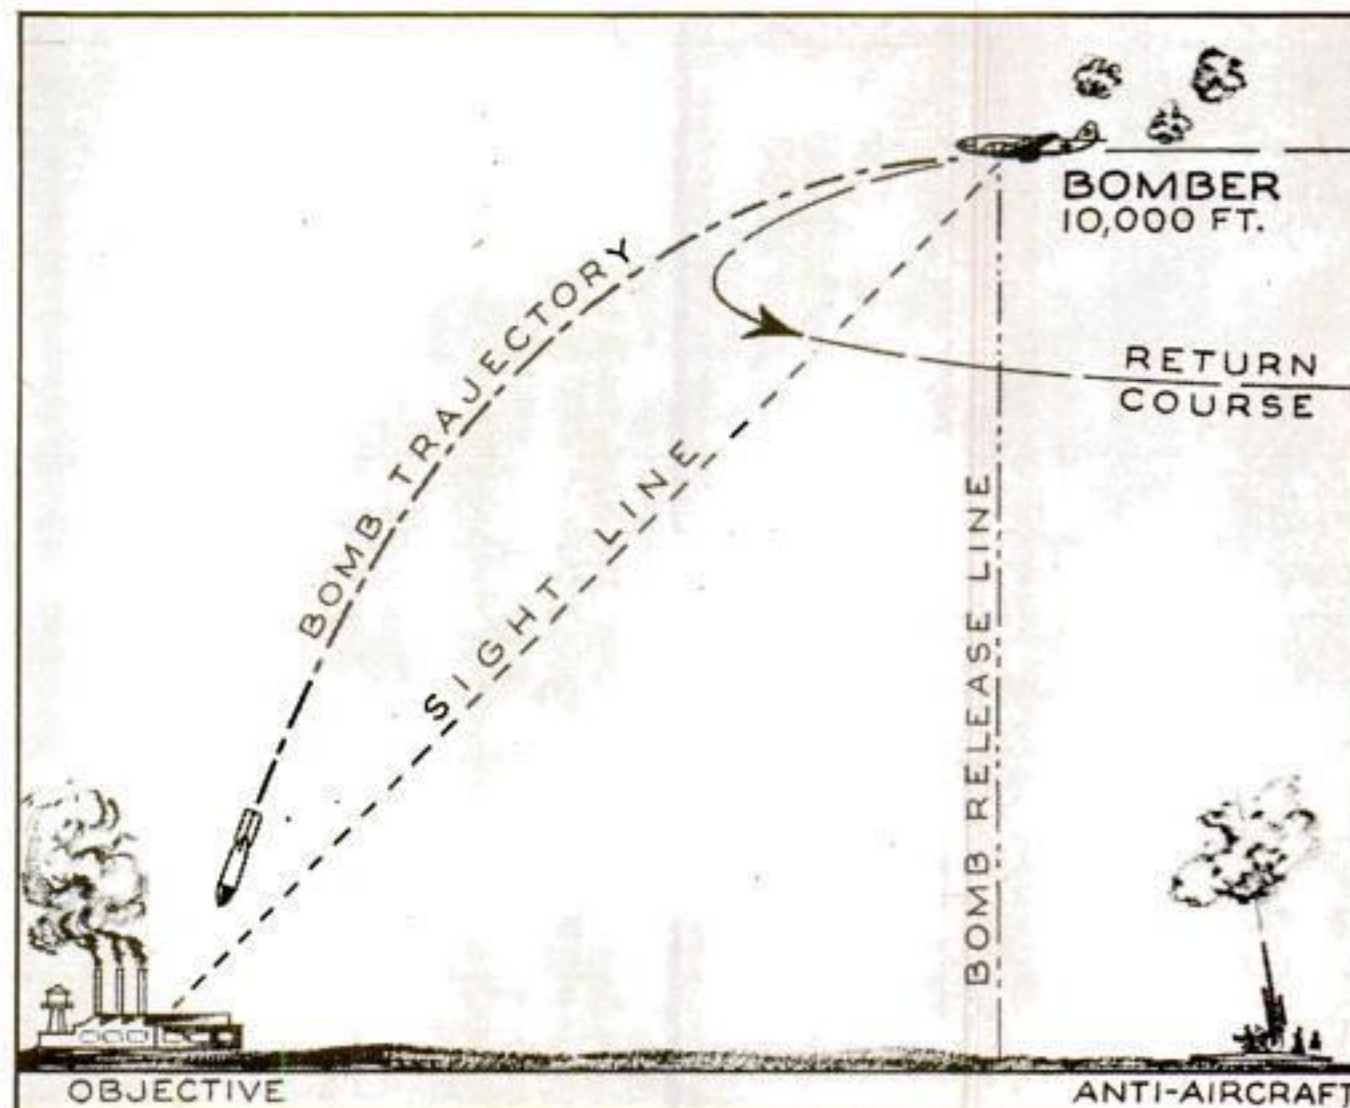 BOMBER
10,000 FT.
BOMB TRAJECTORY
RETURN
COURSE
SIGHT LINE
BOMB RELEASE LINE
OBJECTIVE
ANTI-AIRCRAFT